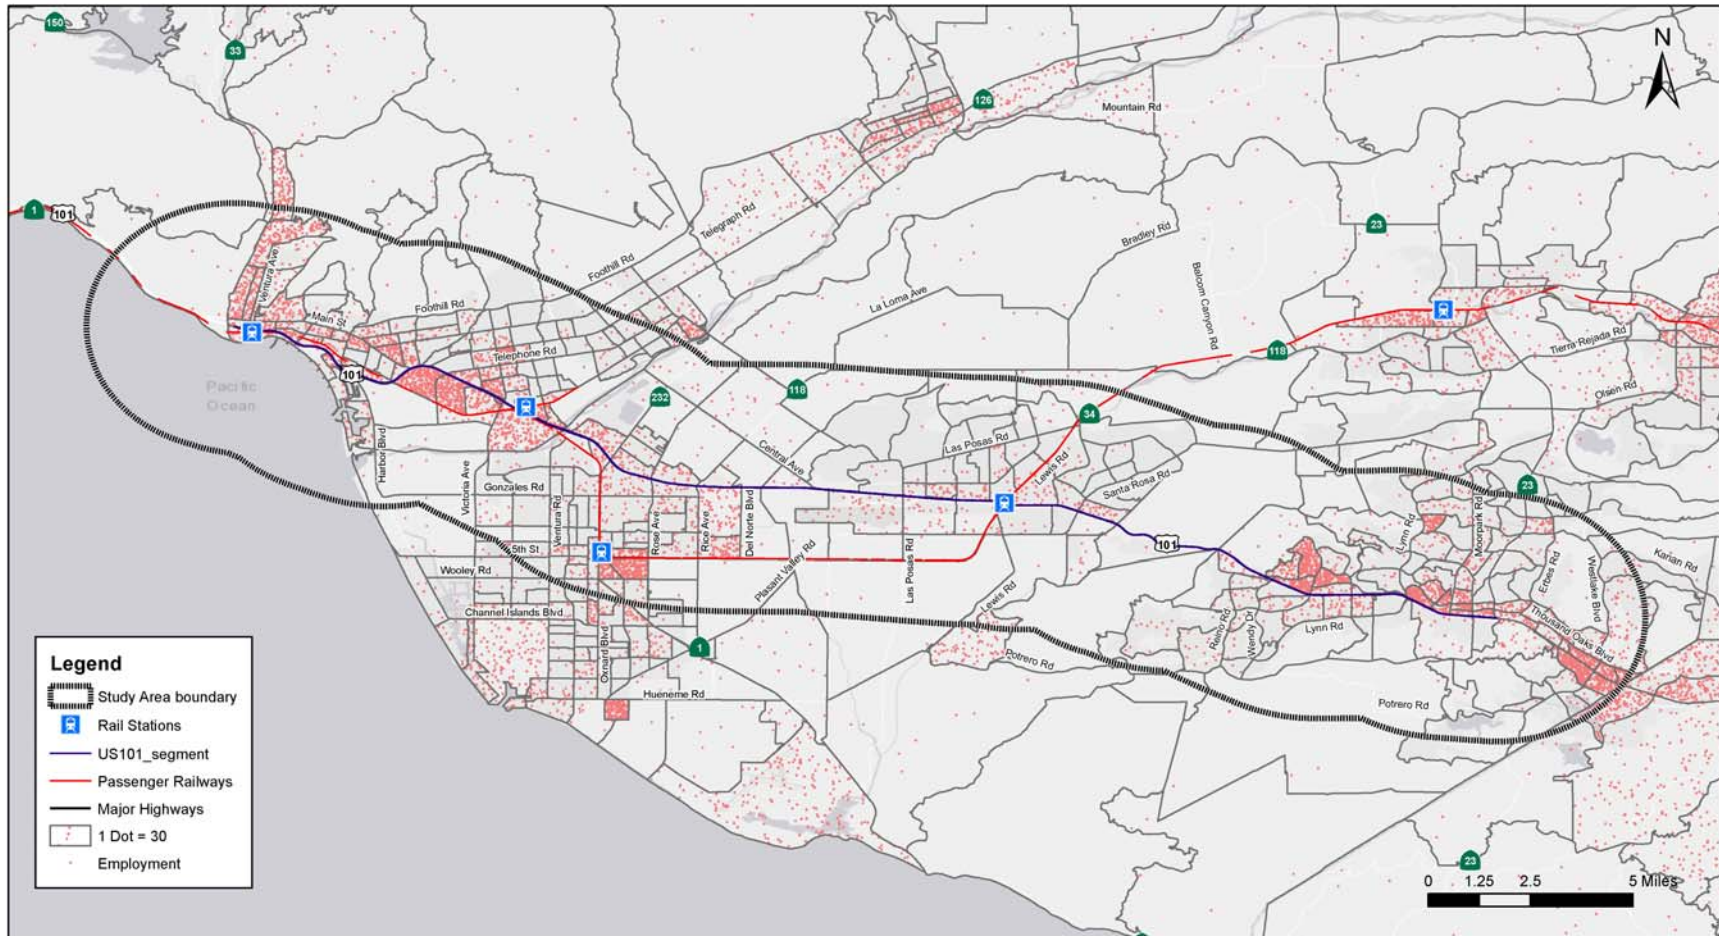 150
33
N
126
Mountain Rd
Telegraph Rd
1
101
23
Bradley Rd
Foothill Rd
Ventura Ave
Balcom Canyon Rd
La Loma Ave
Foothill Rd
Main St
Tierra Rejada Rd
118
Telephone Rd
101
Pacific
Ocean
232
118
Olsen Rd
34
Las Posas Rd
Harbor Blvd
Central Ave
Lewis Rd
Victoria Ave
Gonzales Rd
Santa Rosa Rd
23
Ventura Rd
Rose Ave
Rice Ave
Del Norte Blvd
Lynn Rd
Moorpark Rd
5th St
101
Karian Rd
Wooley Rd
Plasant Valley Rd
Las Posas Rd
Erbes Rd
Westlake Blvd
Channel Islands Blvd
Lewis Rd
Reino Rd
Wendy Dr
Lynn Rd
Thousand Oaks Blvd
Oxnard Blvd
1
Potrero Rd
Hueneme Rd
Potrero Rd
Legend
Study Area boundary
Rail Stations
US101_segment
Passenger Railways
Major Highways
1 Dot = 30
Employment
23
0 1.25 2.5 5 Miles